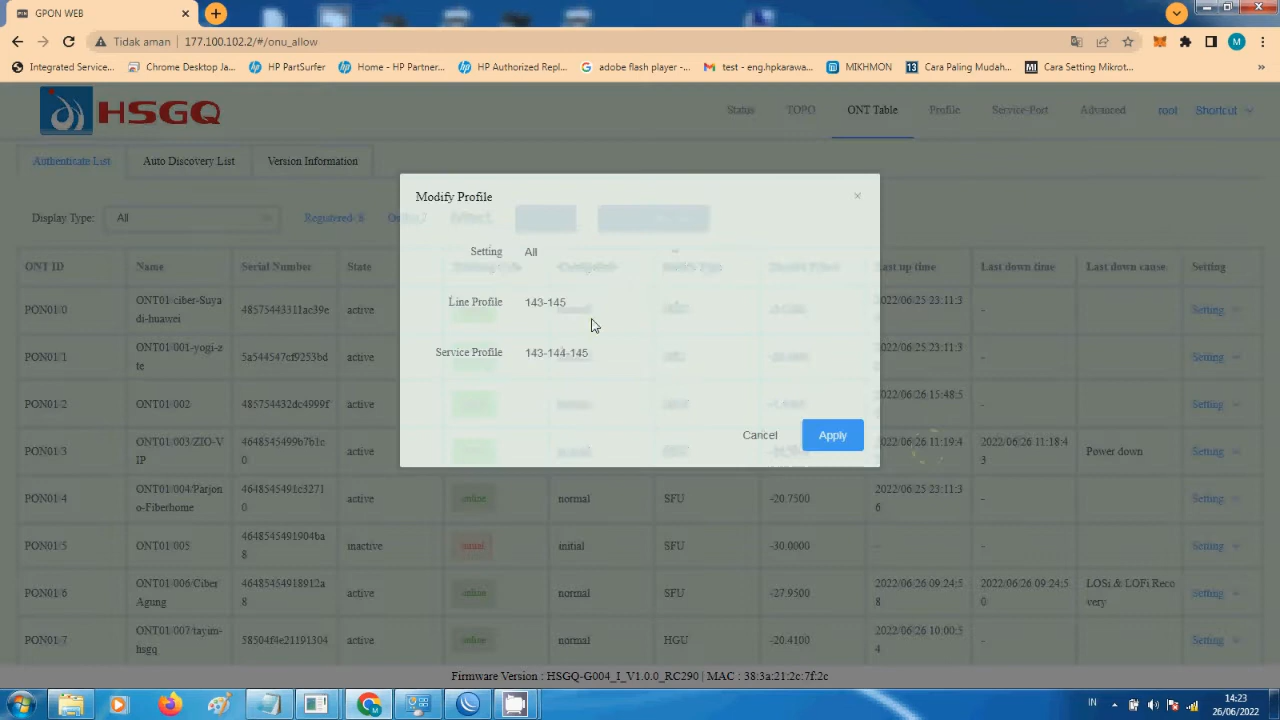 GPON WEB
Tidak aman 177.100.102.2/#/onu_allow M
Integrated Service... Chrome Desktop Ja... HP PartSurfer Home - HP Partner... HP Authorized Repl... adobe flash player -... test - eng.hpkarawa... MIKHMON 13 Cara Paling Mudah... Cara Setting Mikrot... »
HSGQ Status TOPO ONT Table Profile Service-Port Advanced root Shortcut
Authenticate List Auto Discovery List Version Information
Modify Profile ×
Display Type: All Registered: 8
Setting All
ONT ID Name Serial Number State Last up time Last down time Last down cause Setting
Line Profile 143-145
PON01/0 ONT01/ciber-Suya 48575443311ac39e active 2022/06/25 23:11:3 - Setting
di-huawei
Service Profile 143-144-145
PON01/1 ONT01/001-yogi-z 5a544547cf9253bd active 2022/06/25 23:11:3 - Setting
te
PON01/2 ONT01/002 485754432dc4999f active 2022/06/26 15:48:5 - Setting
Cancel Apply
PON01/3 ONT01/003/ZIO-V 4648545499b761c active 2022/06/26 11:19:4 2022/06/26 11:18:4 Power down Setting
IP 0 0 3
PON01/4 ONT01/004/Parjon 4648545491c3271 active online normal SFU -20.7500 2022/06/25 23:11:3 - Setting
o-Fiberhome 0 6
PON01/5 ONT01/005 4648545491904ba inactive initial initial SFU -30.0000 - - Setting
8
PON01/6 ONT01/006/Ciber 46485454918912a active online normal SFU -27.9500 2022/06/26 09:24:5 2022/06/26 09:24:5 LOSi & LOFi Reco Setting
Agung 8 8 0 very
PON01/7 ONT01/007/tayim- 58504f4e21191304 active online normal HGU -20.4100 2022/06/26 10:00:5 - Setting
hsgq 4
Firmware Version : HSGQ-G004_I_V1.0.0_RC290 | MAC : 38:3a:21:2c:7f:2c
IN 14:23
26/06/2022